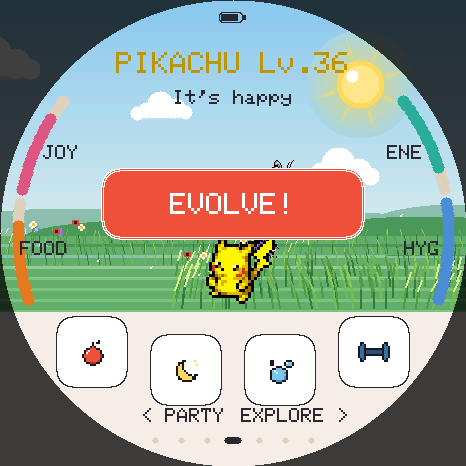 PIKACHU Lv.36
It's happy
JOY
ENE
EVOLVE!
FOOD
HYG
< PARTY EXPLORE >